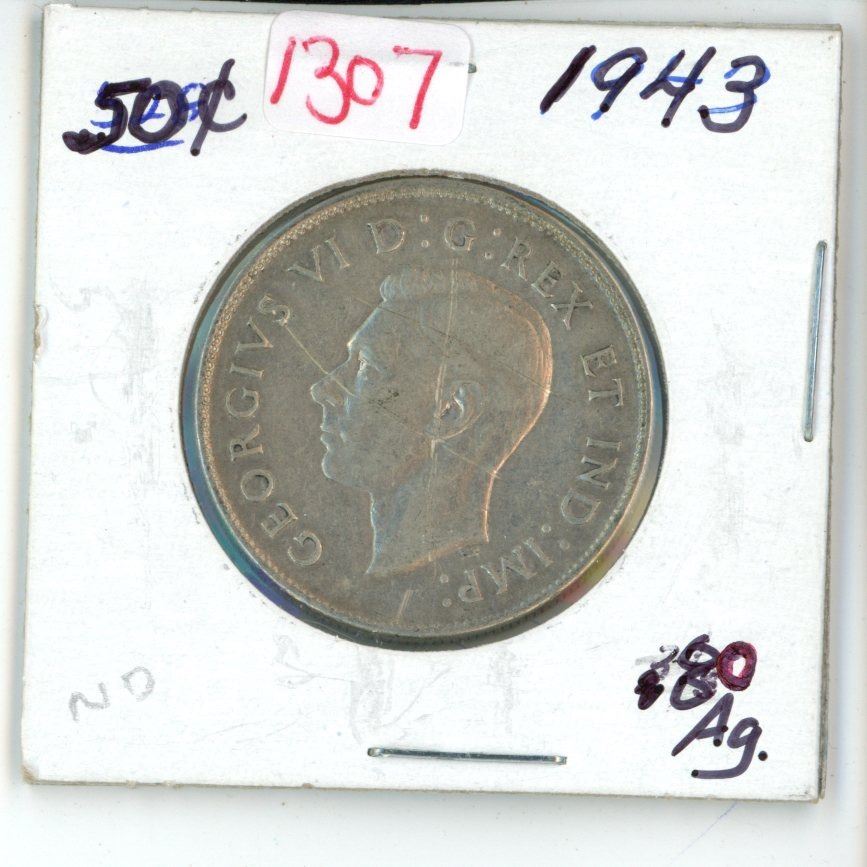 50¢ 1307 1943
GEORGIVS VI D:G:REX ET IND:IMP:
ND
80
Ag.